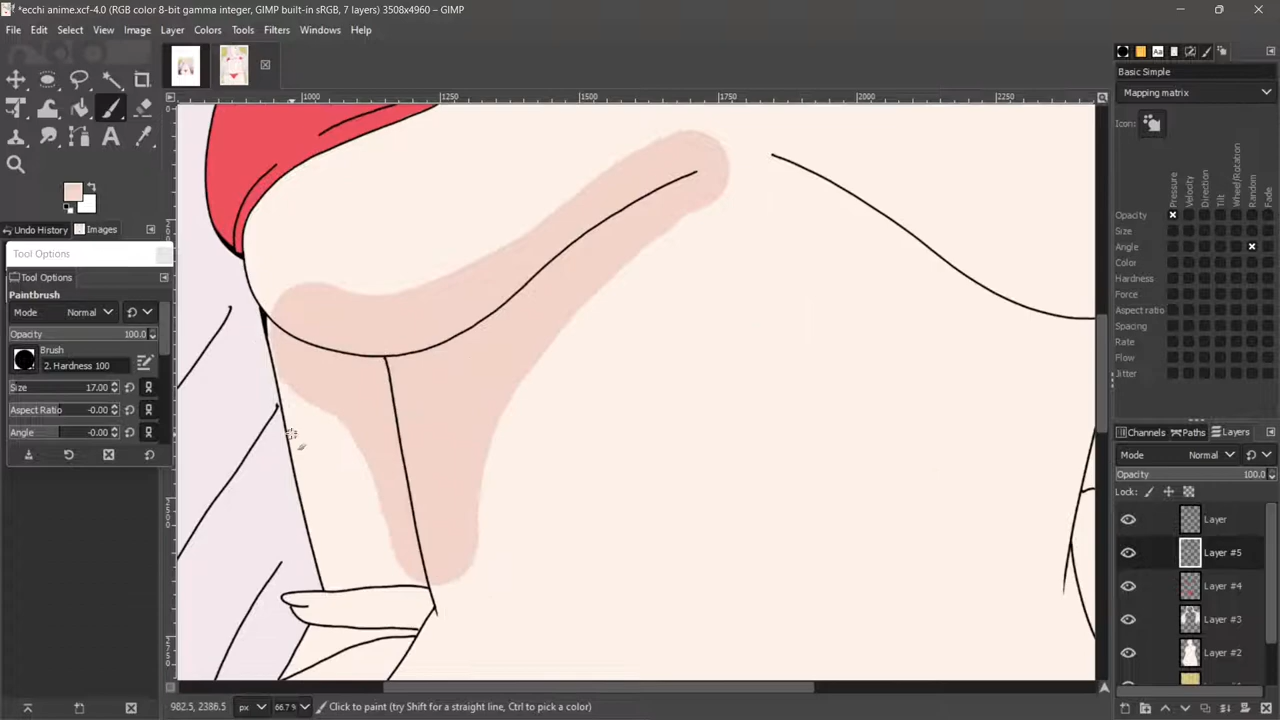 *ecchi anime.xcf-4.0 (RGB color 8-bit gamma integer, GIMP built-in sRGB, 7 layers) 3508x4960 – GIMP
File Edit Select View Image Layer Colors Tools Filters Windows Help
1000 1250 1500 1750 2000 2250
Basic Simple
Mapping matrix
Icon:
Pressure
Velocity
Direction
Tilt
Wheel/Rotation
Random
Fade
Opacity
Size
Angle
Color
Hardness
Force
Aspect ratio
Spacing
Rate
Flow
Jitter
Undo History Images
Tool Options
Tool Options
Paintbrush
Mode Normal
Opacity 100.0
Brush
2. Hardness 100
Size 17.00
Aspect Ratio -0.00
Angle -0.00
Channels Paths Layers
Mode Normal
Opacity 100.0
Lock:
Layer
Layer #5
Layer #4
Layer #3
Layer #2
982.5, 2386.5 px 66.7 % Click to paint (try Shift for a straight line, Ctrl to pick a color)